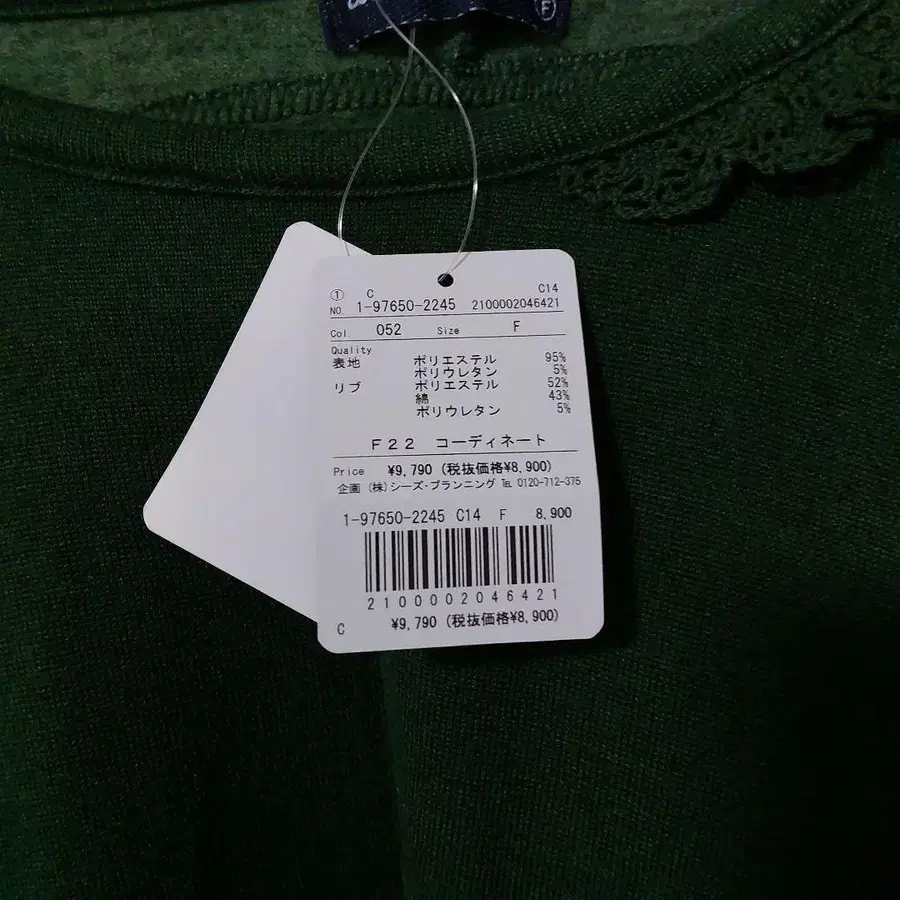 F
① C C14
NO. 1-97650-2245 2100002046421
Col. 052 Size F
Quality
表地 ポリエステル 95%
ポリウレタン 5%
リブ ポリエステル 52%
綿 43%
ポリウレタン 5%
F22 コーディネート
Price ¥9,790 (税抜価格¥8,900)
企画 (株)シーズ・プランニング ℡ 0120-712-375
1-97650-2245 C14 F 8,900
2100002046421
C ¥9,790 (税抜価格¥8,900)